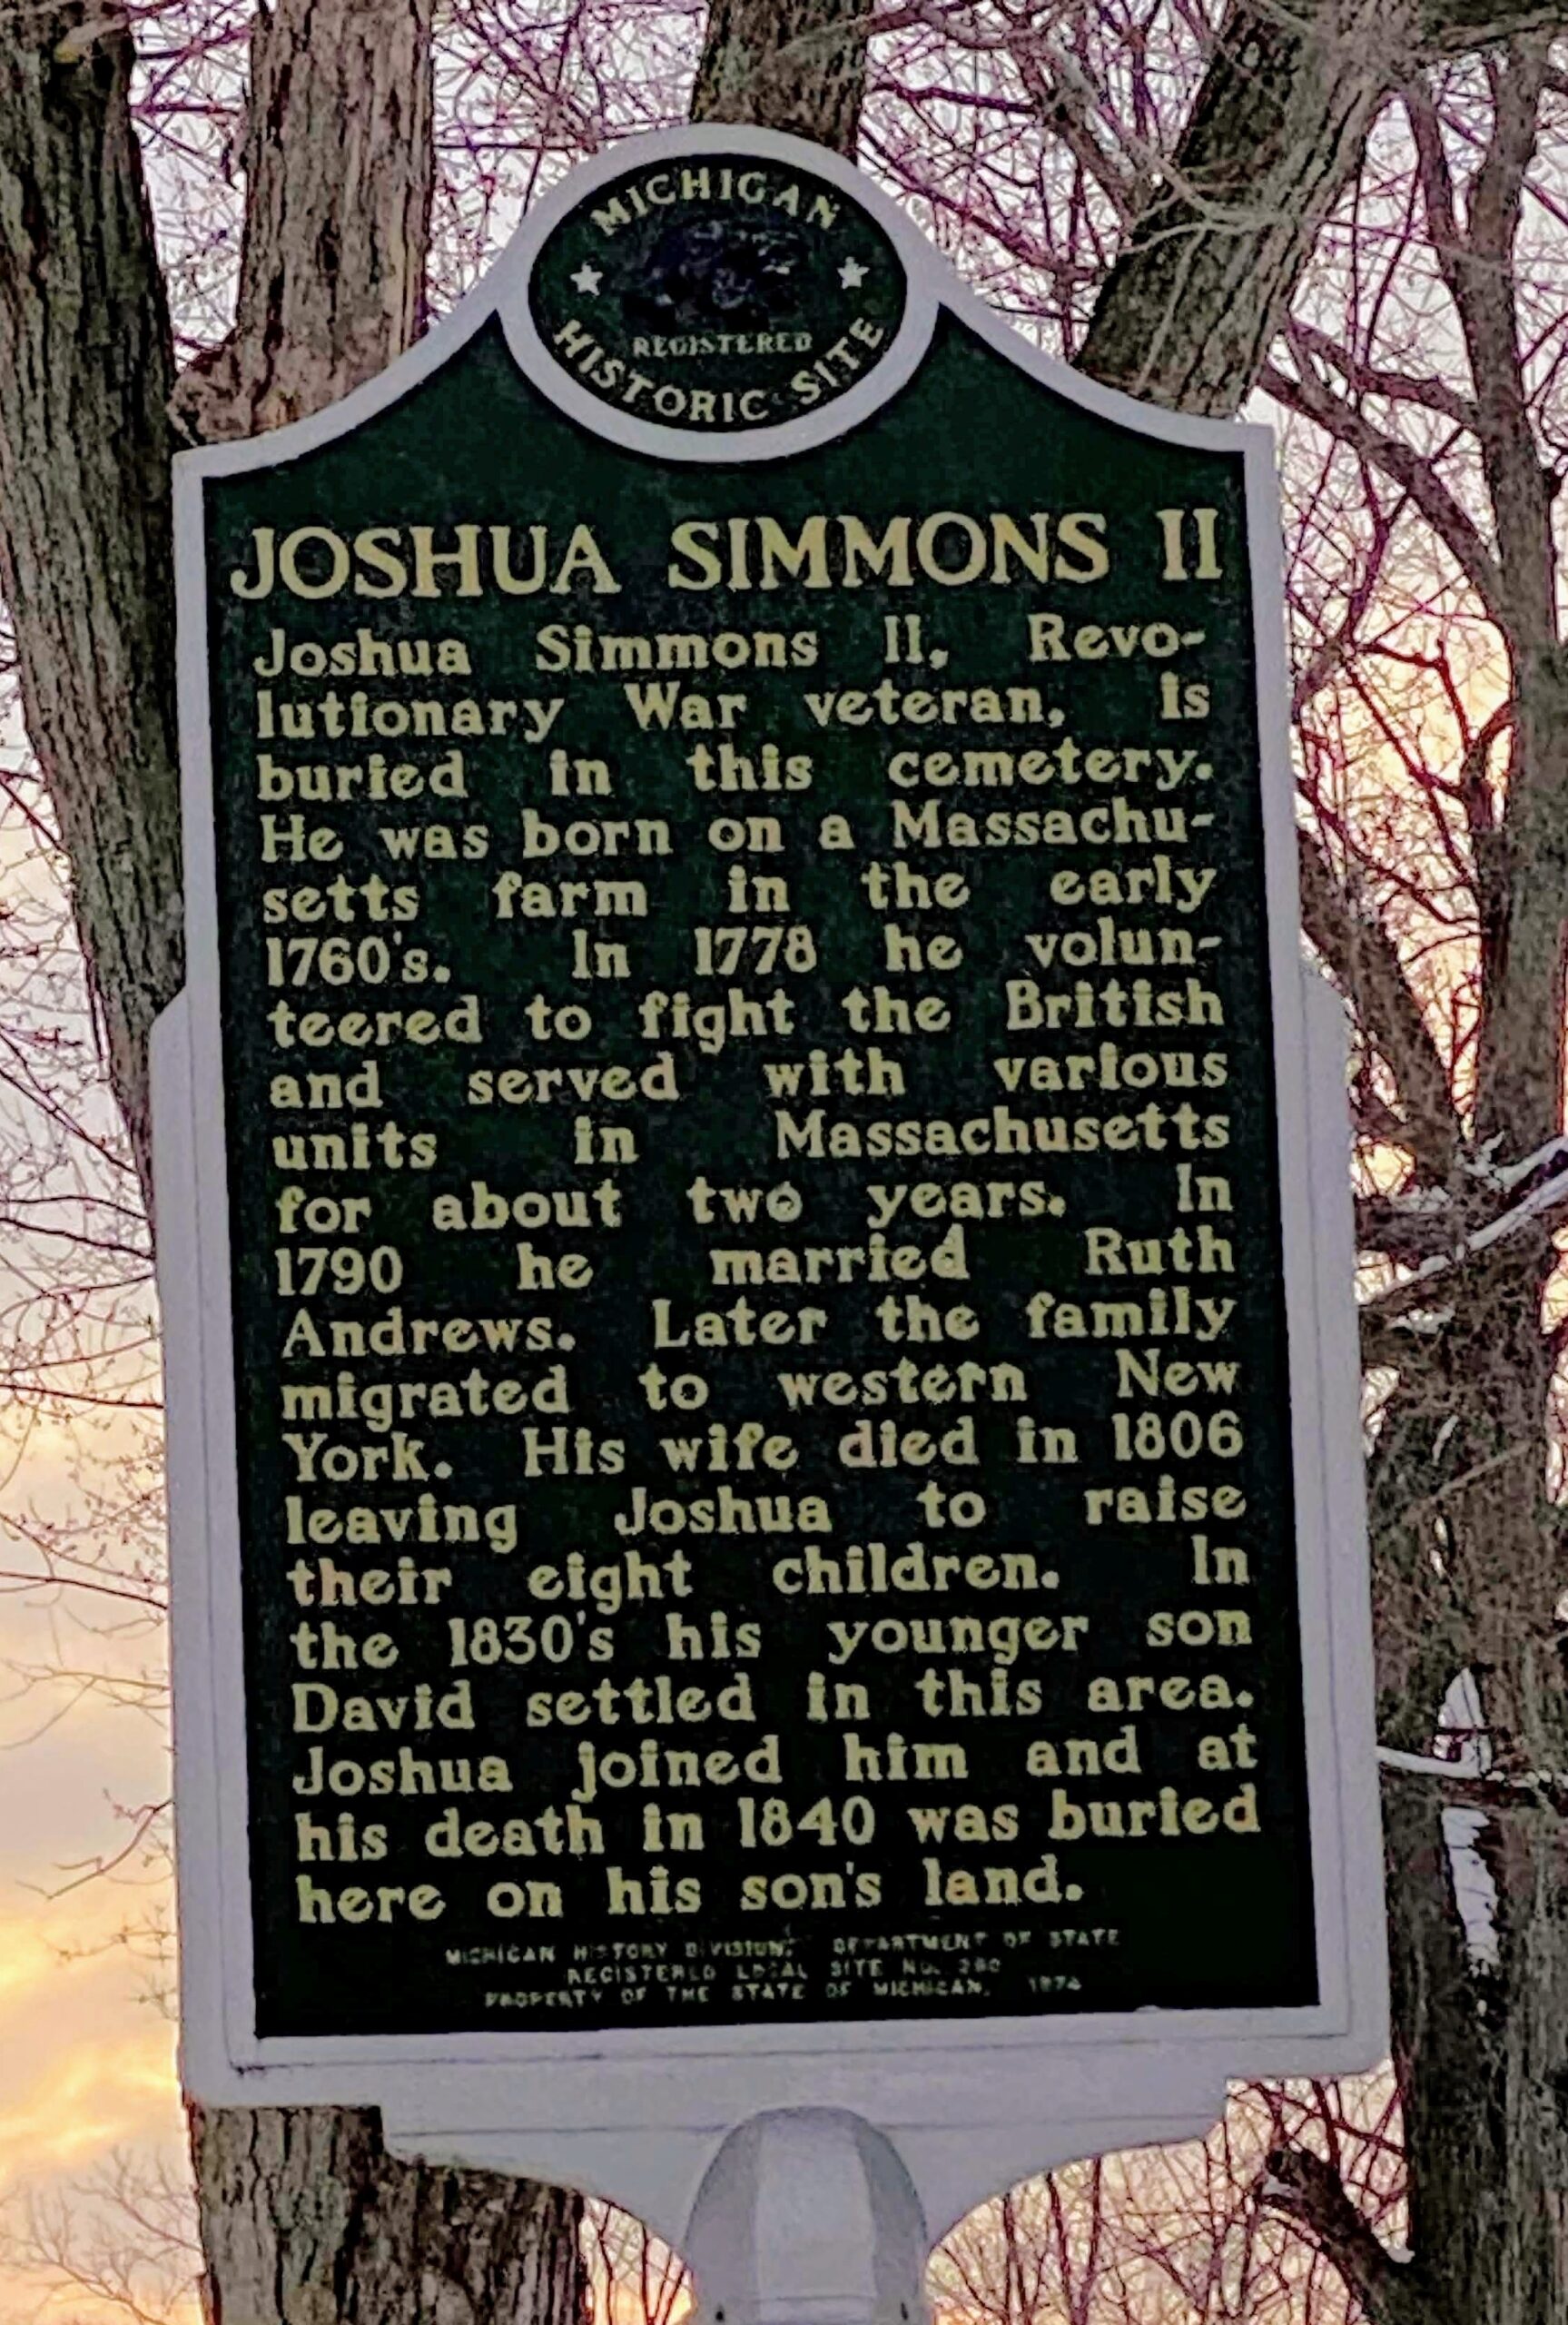 MICHIGAN
REGISTERED
HISTORIC SITE
JOSHUA SIMMONS II
Joshua Simmons II, Revo-
lutionary War veteran, is
buried in this cemetery.
He was born on a Massachu-
setts farm in the early
1760's. In 1778 he volun-
teered to fight the British
and served with various
units in Massachusetts
for about two years. In
1790 he married Ruth
Andrews. Later the family
migrated to western New
York. His wife died in 1806
leaving Joshua to raise
their eight children. In
the 1830's his younger son
David settled in this area.
Joshua joined him and at
his death in 1840 was buried
here on his son's land.
MICHIGAN HISTORY DIVISION, DEPARTMENT OF STATE
REGISTERED LOCAL SITE NO.
PROPERTY OF THE STATE OF MICHIGAN,